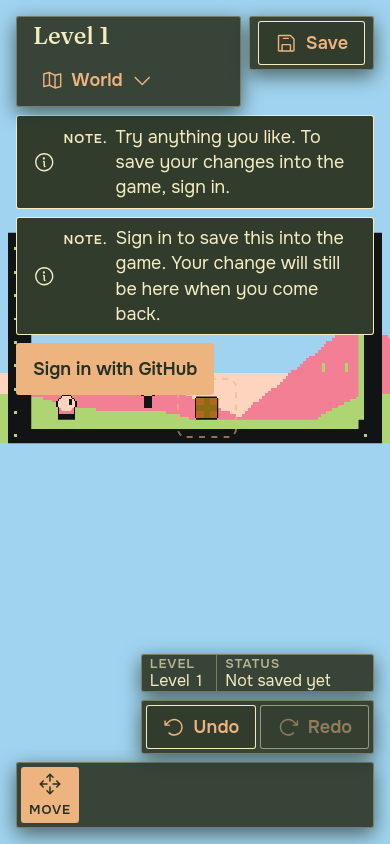 Level 1
World
Save
NOTE. Try anything you like. To
save your changes into the
game, sign in.
NOTE. Sign in to save this into the
game. Your change will still
be here when you come
back.
Sign in with GitHub
LEVEL
Level 1
STATUS
Not saved yet
Undo
Redo
MOVE